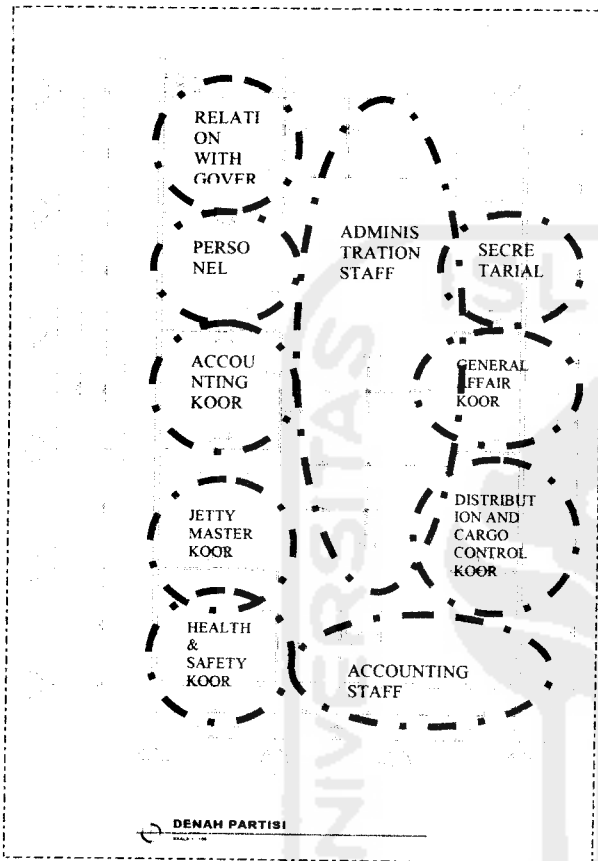 RELATI
ON
WITH
GOVER
ADMINIS
TRATION
STAFF
PERSO
NEL
SECRE
TARIAL
ACCOU
NTING
KOOR
GENERAL
AFFAIR
KOOR
JETTY
MASTER
KOOR
DISTRIBUT
ION AND
CARGO
CONTROL
KOOR
HEALTH
&
SAFETY
KOOR
ACCOUNTING
STAFF
DENAH PARTISI